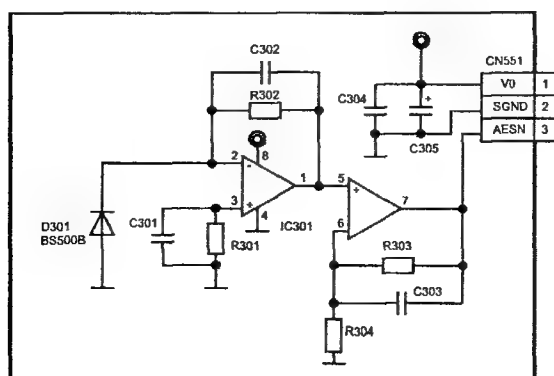 C302
CN551
V0 1
R302
C304
SGND 2
AESN 3
+
C305
8
2 -
1
5 +
7
3 +
4
IC301
6
D301
BS500B
C301
R301
R303
C303
R304